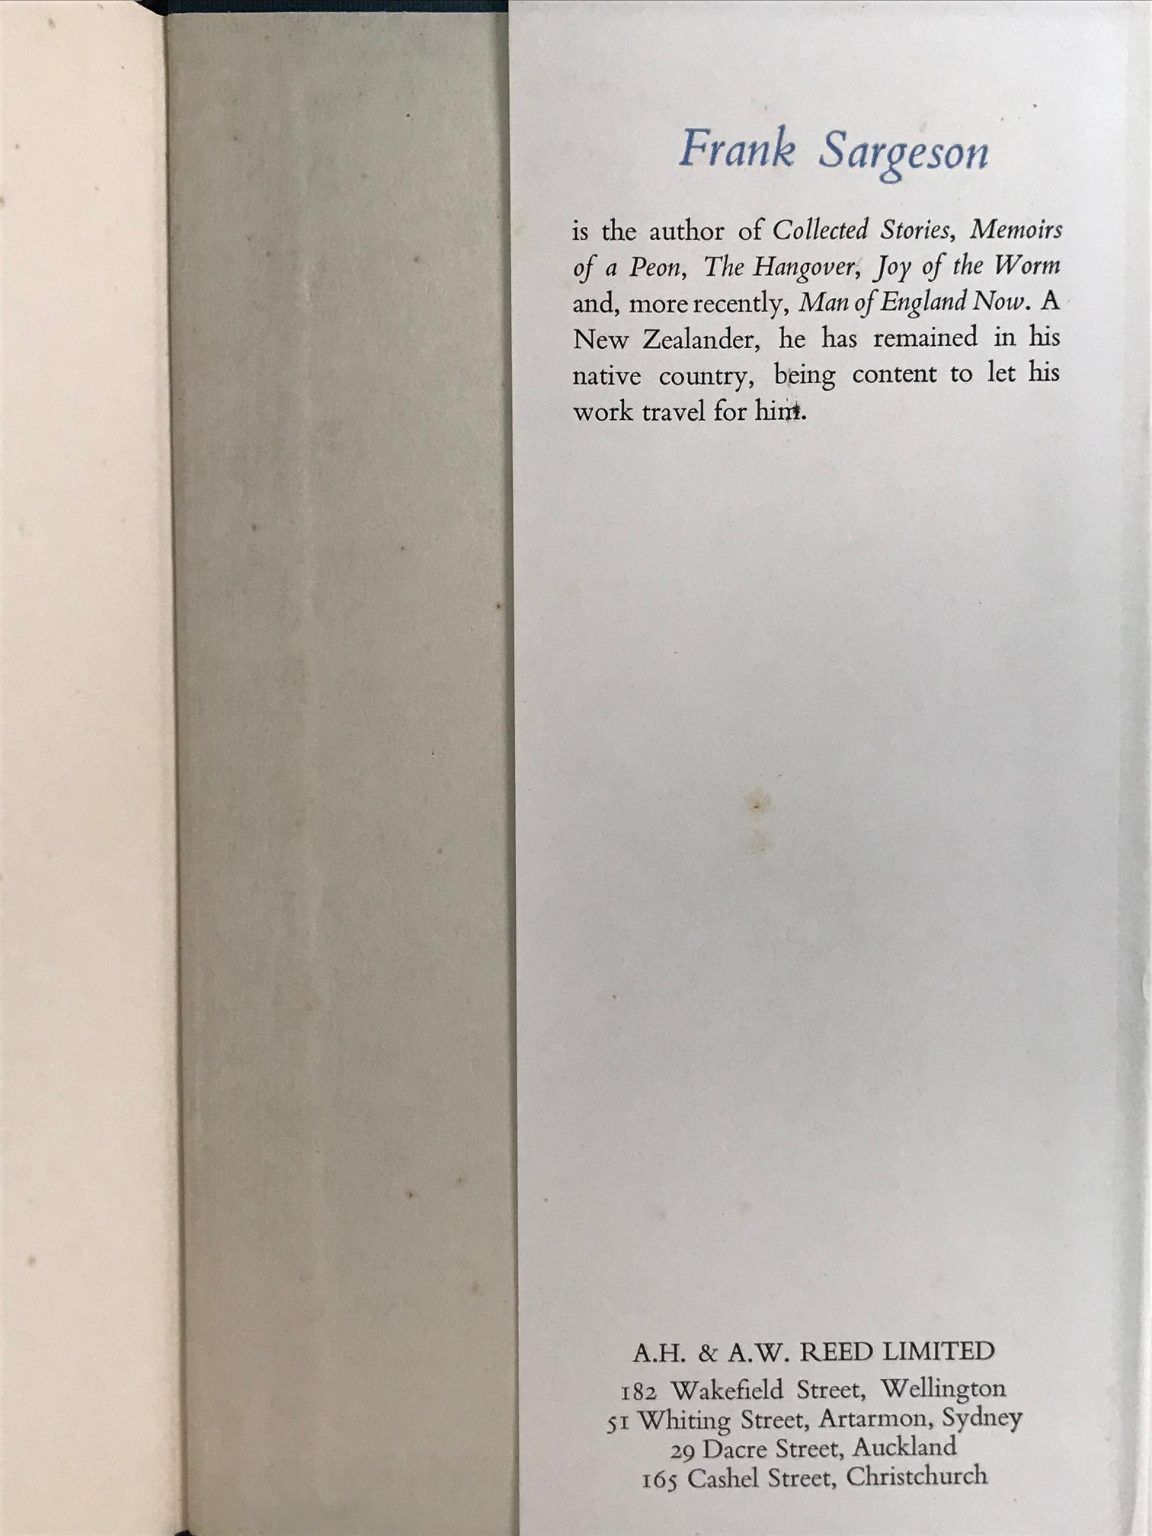 Frank Sargeson
is the author of Collected Stories, Memoirs
of a Peon, The Hangover, Joy of the Worm
and, more recently, Man of England Now. A
New Zealander, he has remained in his
native country, being content to let his
work travel for him.
A.H. & A.W. REED LIMITED
182 Wakefield Street, Wellington
51 Whiting Street, Artarmon, Sydney
29 Dacre Street, Auckland
165 Cashel Street, Christchurch